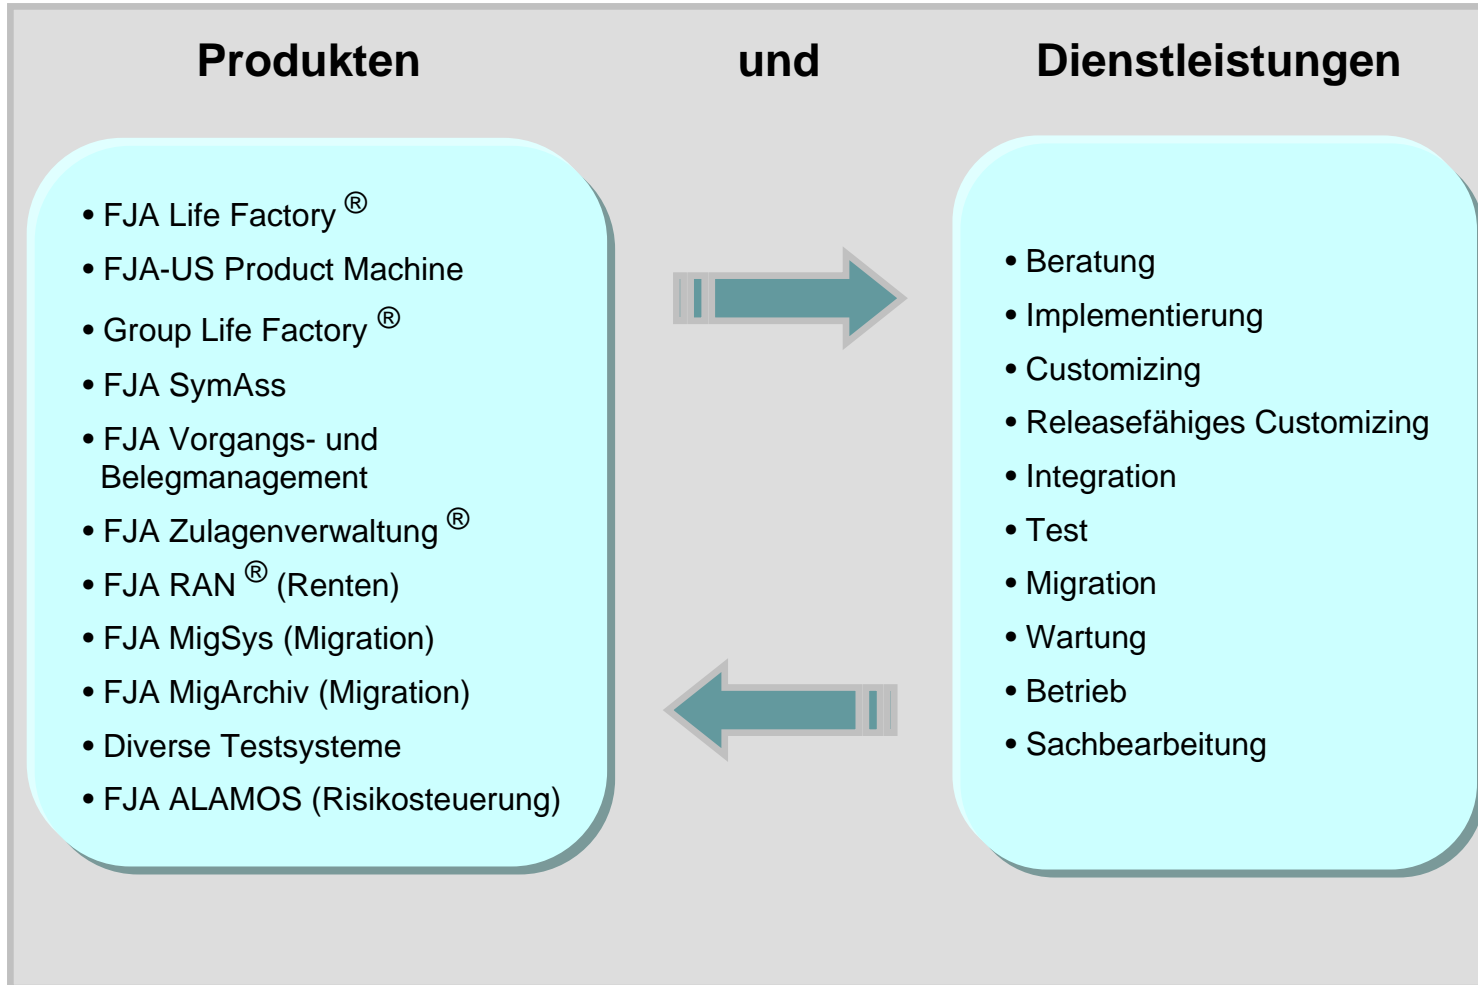 Produkten und Dienstleistungen
• FJA Life Factory ®
• FJA-US Product Machine
• Group Life Factory ®
• FJA SymAss
• FJA Vorgangs- und
Belegmanagement
• FJA Zulagenverwaltung ®
• FJA RAN ® (Renten)
• FJA MigSys (Migration)
• FJA MigArchiv (Migration)
• Diverse Testsysteme
• FJA ALAMOS (Risikosteuerung)
• Beratung
• Implementierung
• Customizing
• Releasefähiges Customizing
• Integration
• Test
• Migration
• Wartung
• Betrieb
• Sachbearbeitung